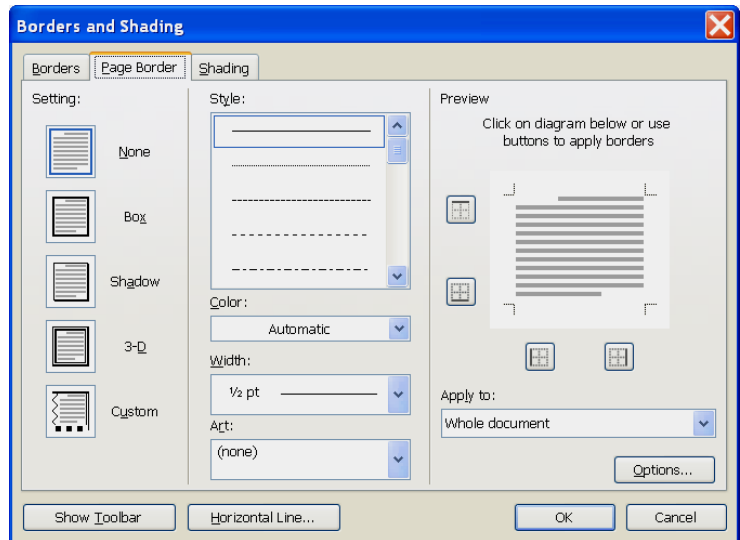 Borders and Shading
Borders
Page Border
Shading
Setting:
None
Box
Shadow
3-D
Custom
Style:
Color:
Automatic
Width:
½ pt
Art:
(none)
Preview
Click on diagram below or use
buttons to apply borders
Apply to:
Whole document
Options...
Show Toolbar
Horizontal Line...
OK
Cancel